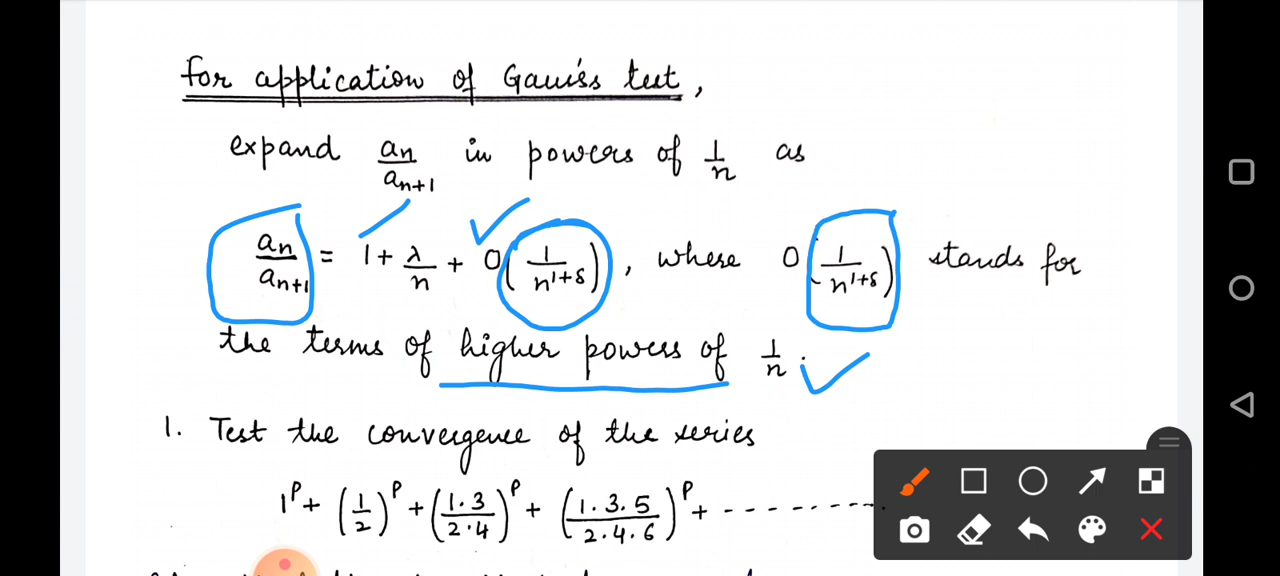 For application of Gauss's test,
expand an/an+1 in powers of 1/n as
an/an+1 = 1 + λ/n + O(1/n^1+δ), where O(1/n^1+δ) stands for
the terms of higher powers of 1/n.
1. Test the convergence of the series
1^p + (1/2)^p + (1.3/2.4)^p + (1.3.5/2.4.6)^p + --------